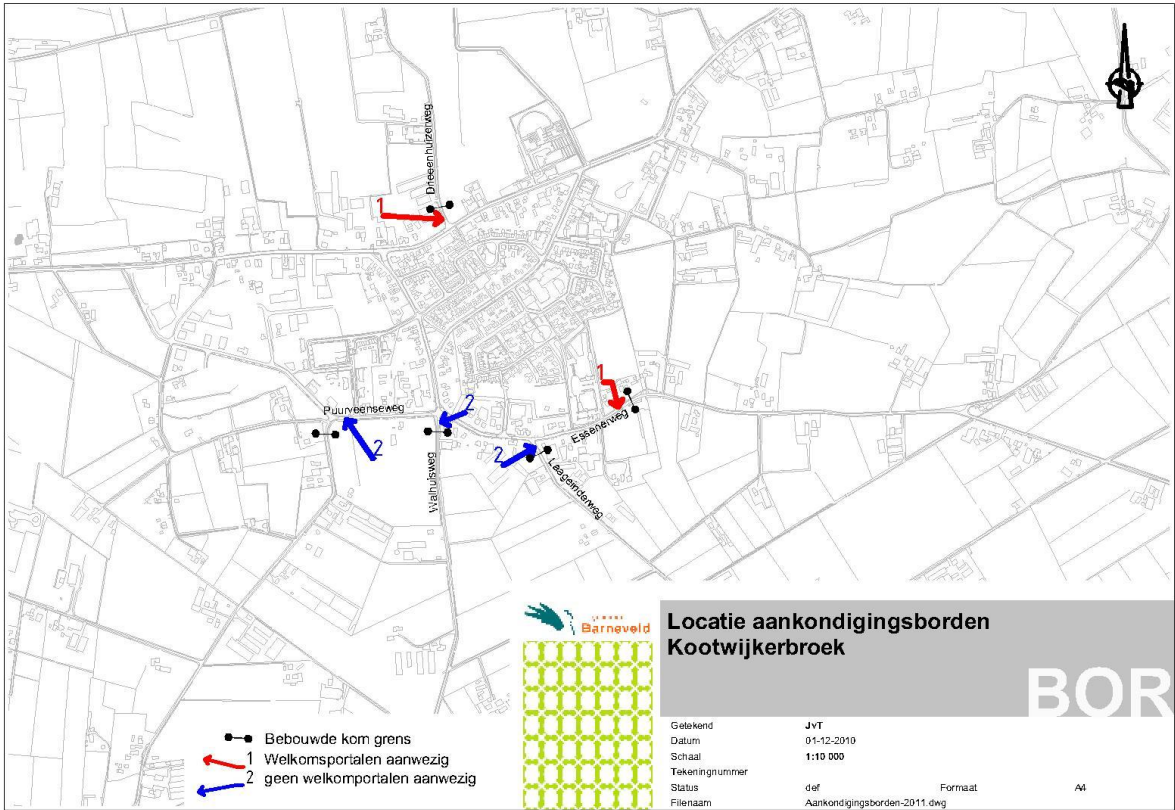 Drieenhuizerweg
1
1
Puurveenseweg
2
2
2
Essenerweg
Walhuisweg
Laageinderweg
Bebouwde kom grens
1 Welkomsportalen aanwezig
2 geen welkomportalen aanwezig
Barneveld
Locatie aankondigingsborden
Kootwijkerbroek
BOR
Getekend JvT
Datum 01-12-2010
Schaal 1:10 000
Tekeningnummer
Status def Formaat A4
Filenaam Aankondigingsborden-2011.dwg